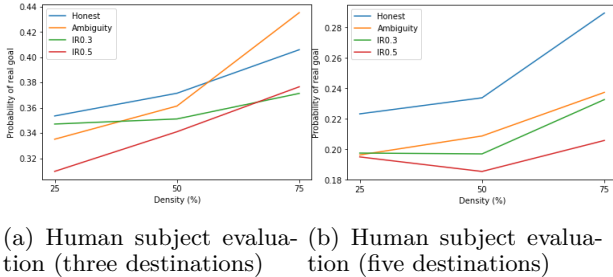 0.44
0.42
0.40
0.38
0.36
0.34
0.32
Probability of real goal
Honest
Ambiguity
IR0.3
IR0.5
25
50
75
Density (%)
0.28
0.26
0.24
0.22
0.20
0.18
Probability of real goal
Honest
Ambiguity
IR0.3
IR0.5
25
50
75
Density (%)
(a) Human subject evalua-
tion (three destinations)
(b) Human subject evalua-
tion (five destinations)